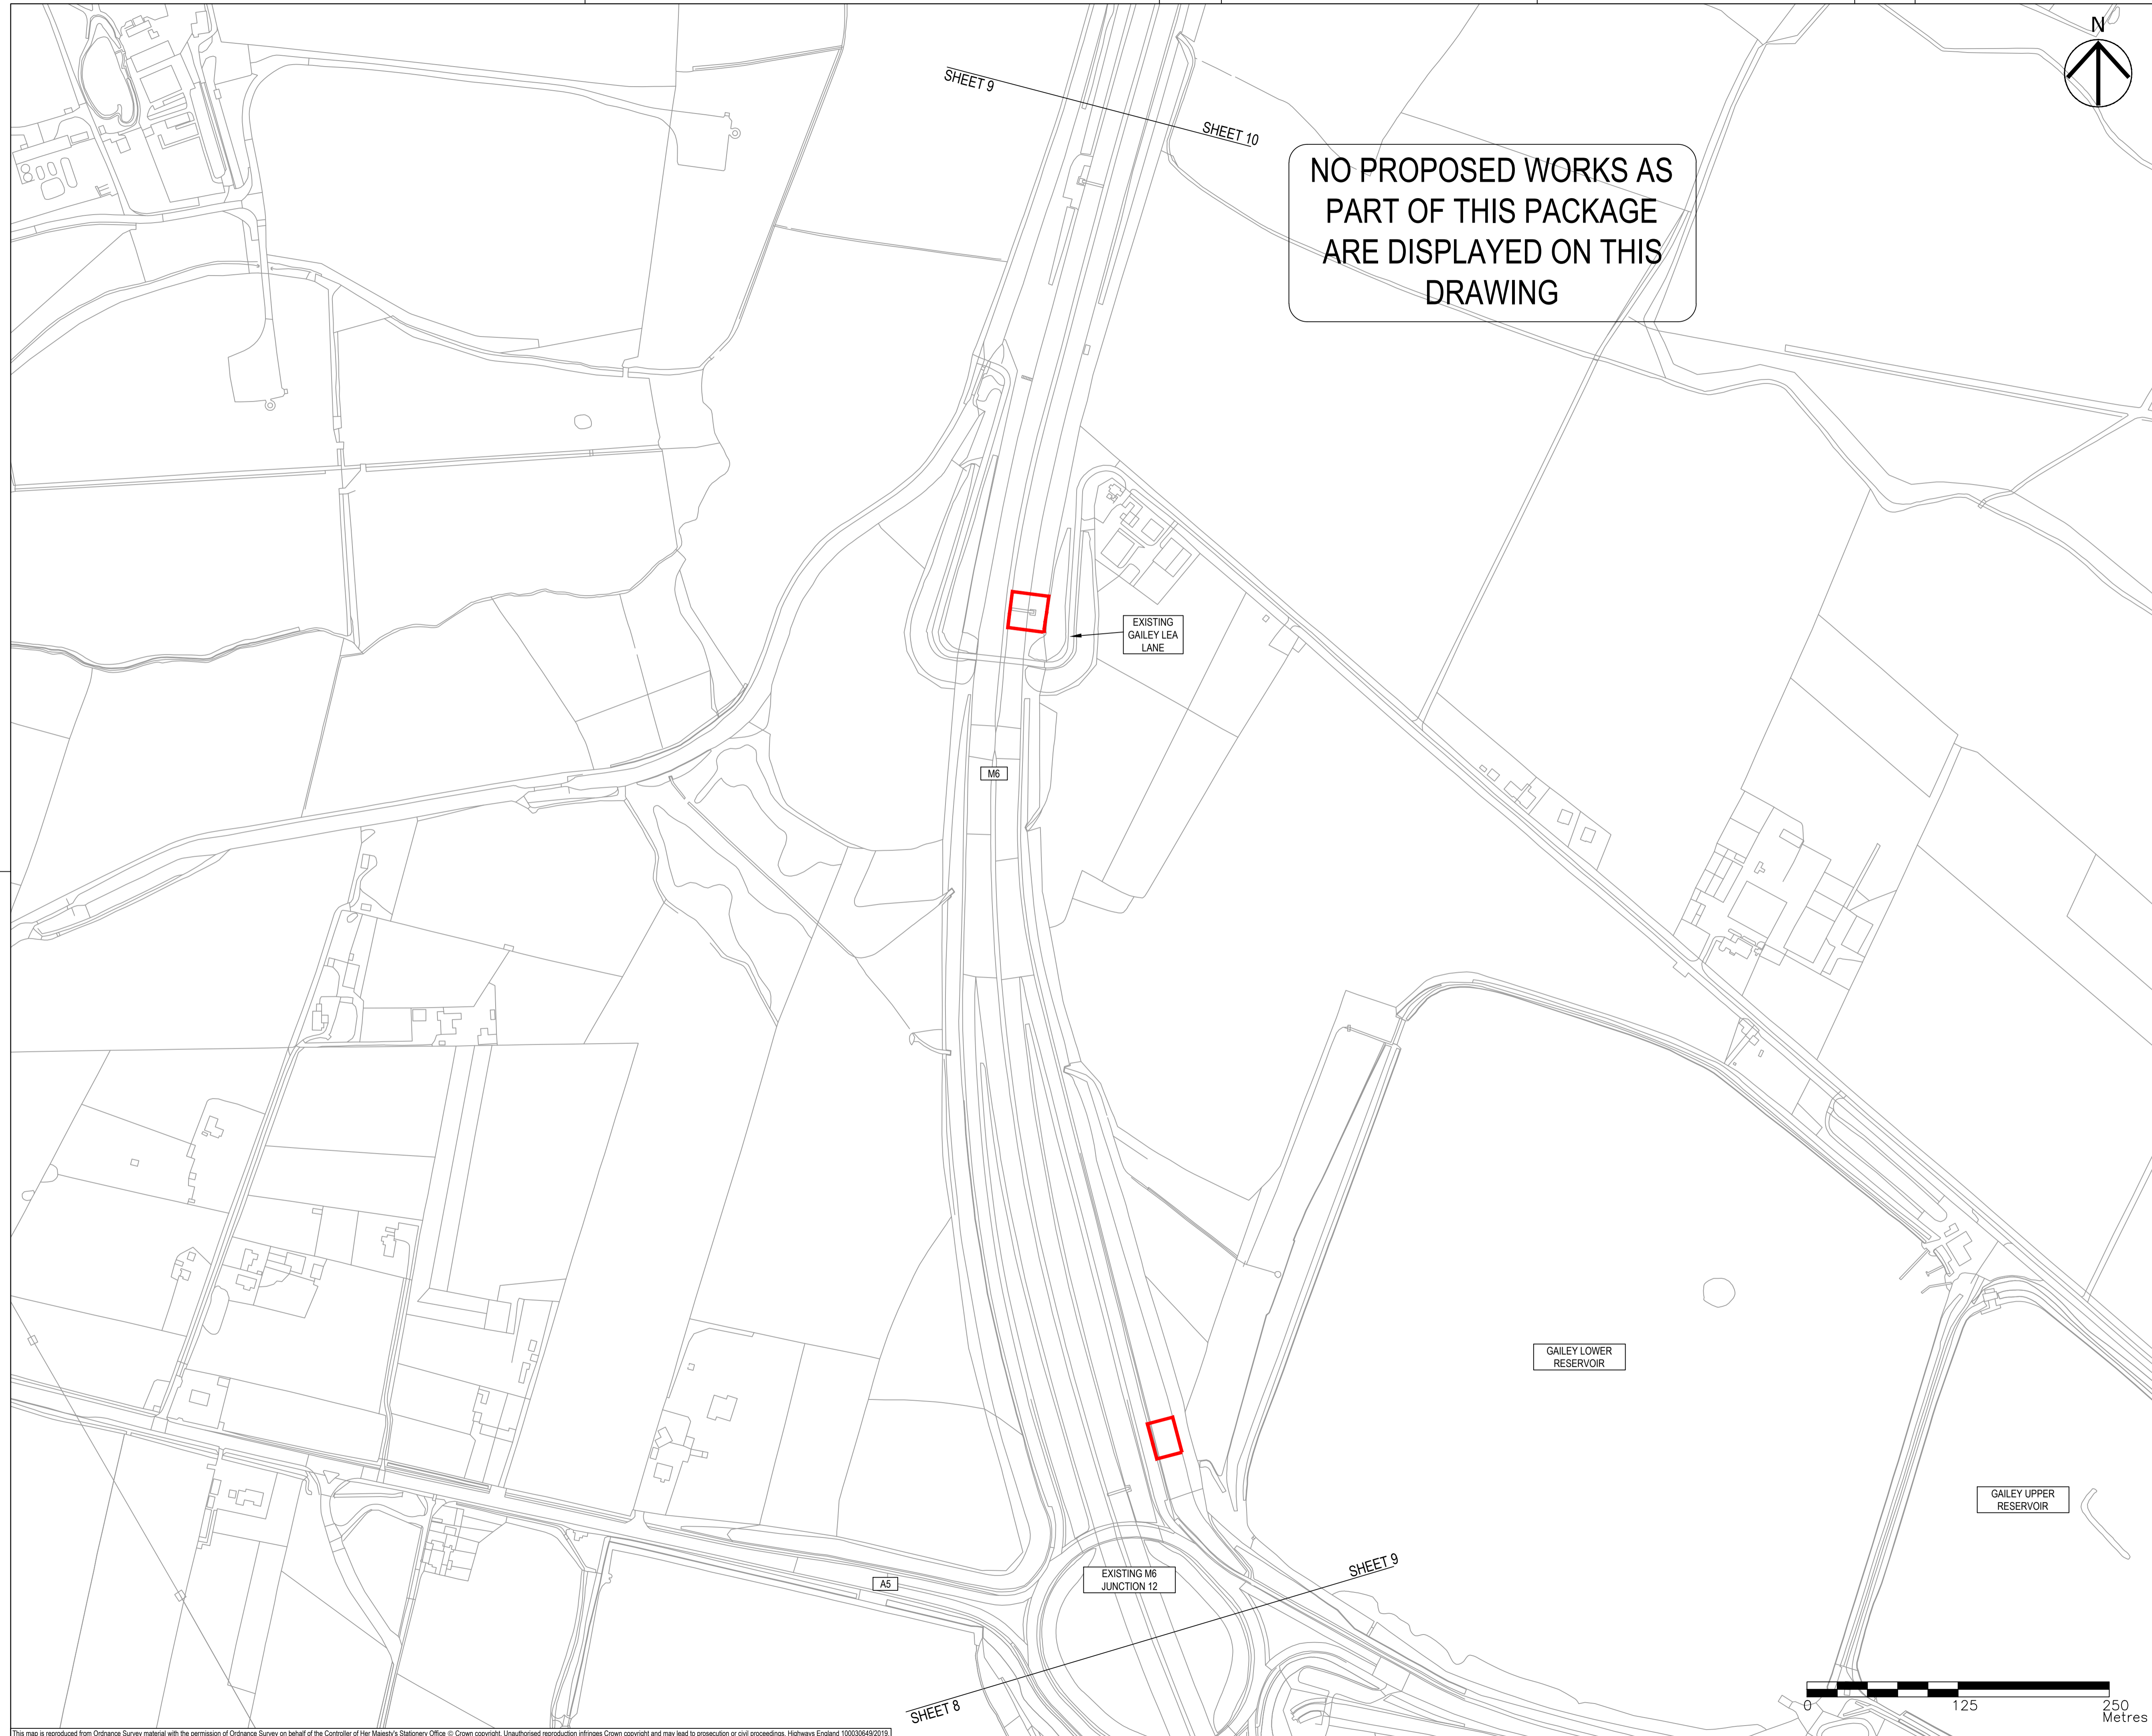 N
SHEET 9
SHEET 10
NO PROPOSED WORKS AS
PART OF THIS PACKAGE
ARE DISPLAYED ON THIS
DRAWING
EXISTING
GAILEY LEA
LANE
M6
GAILEY LOWER
RESERVOIR
GAILEY UPPER
RESERVOIR
A5
EXISTING M6
JUNCTION 12
SHEET 9
SHEET 8
0 125 250
Metres
This map is reproduced from Ordnance Survey material with the permission of Ordnance Survey on behalf of the Controller of Her Majesty's Stationery Office © Crown copyright. Unauthorised reproduction infringes Crown copyright and may lead to prosecution or civil proceedings. Highways England 100030649/2019.